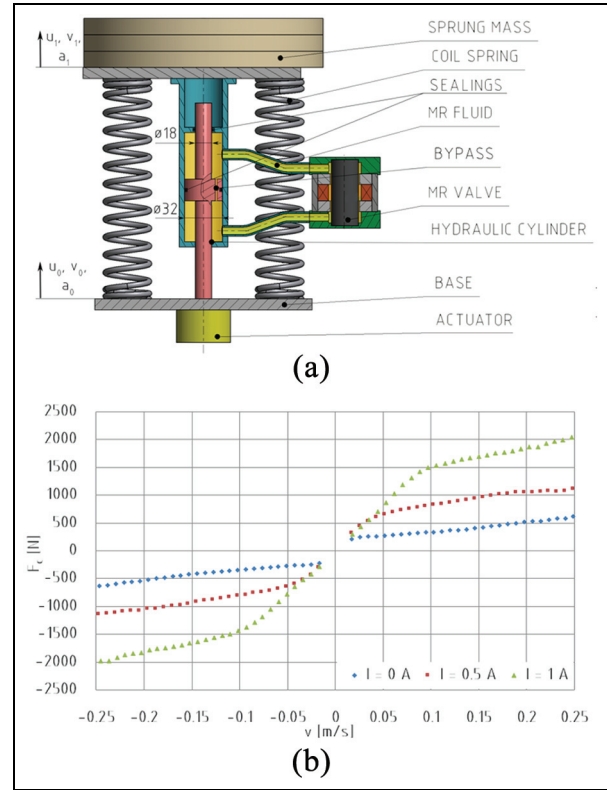 SPRUNG MASS
u₁, v₁,
a₁
COIL SPRING
SEALINGS
MR FLUID
ø18
BYPASS
MR VALVE
ø32
HYDRAULIC CYLINDER
u₀, v₀,
a₀
BASE
ACTUATOR
(a)
2500
2000
1500
1000
500
0
-500
-1000
-1500
-2000
-2500
F_c [N]
I = 0 A
I = 0.5 A
I = 1 A
-0.25 -0.2 -0.15 -0.1 -0.05 0 0.05 0.1 0.15 0.2 0.25
v [m/s]
(b)